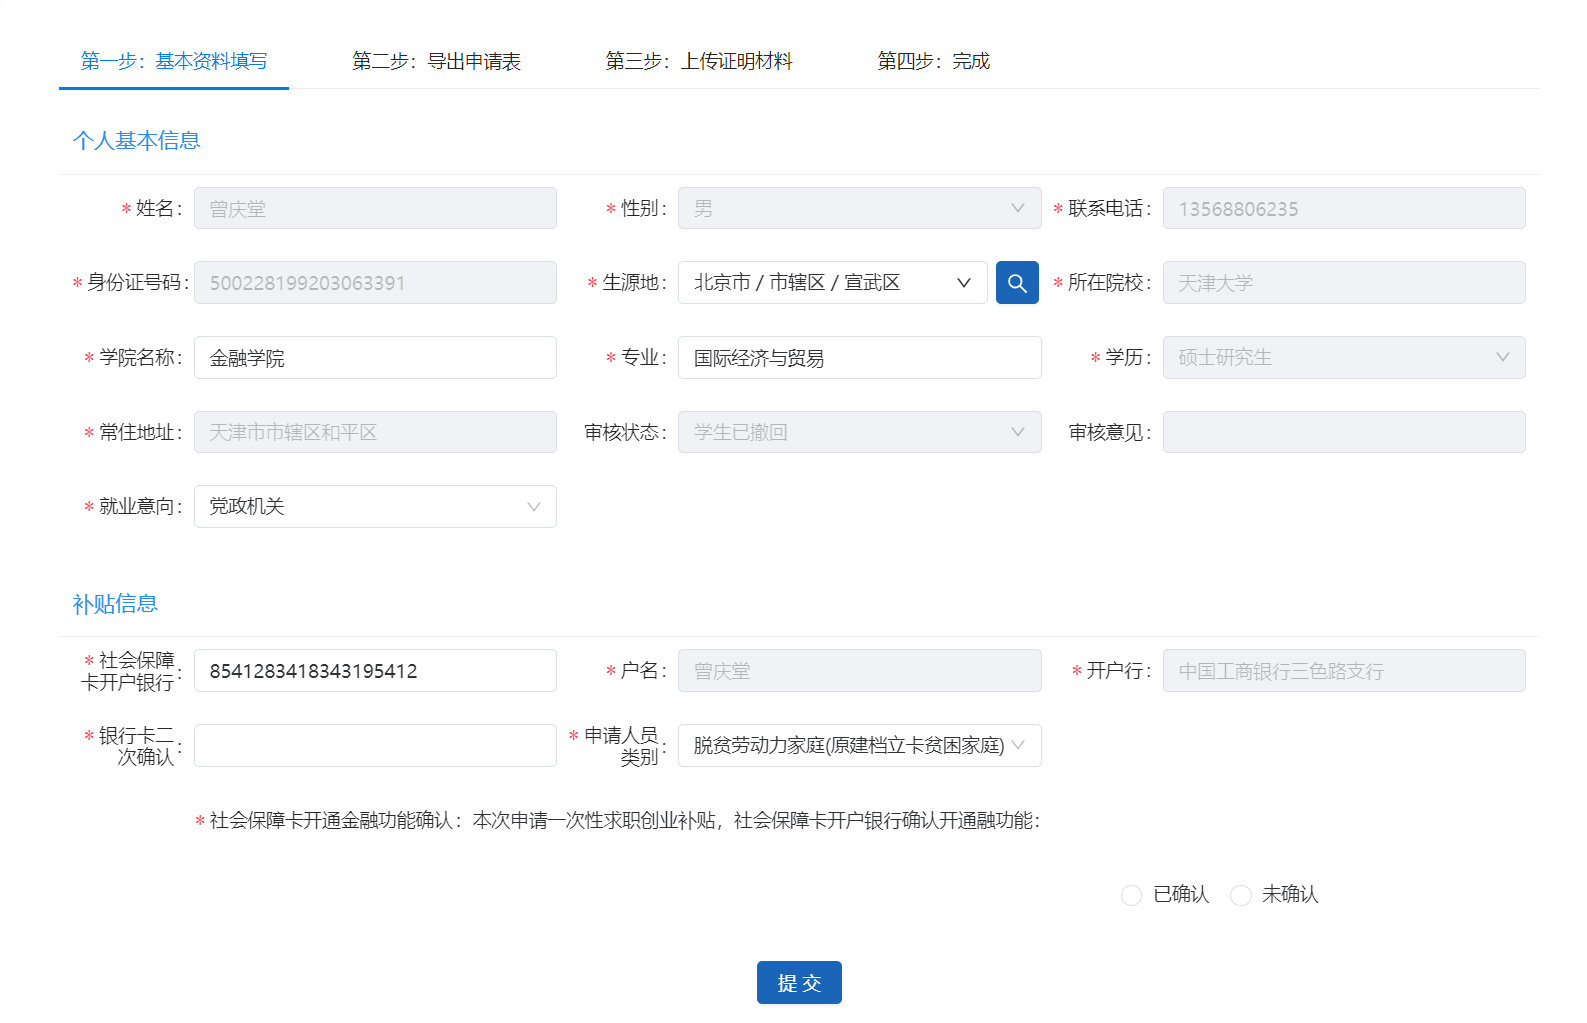 第一步：基本资料填写 第二步：导出申请表 第三步：上传证明材料 第四步：完成
个人基本信息
* 姓名： 曾庆堂 * 性别： 男 * 联系电话： 13568806235
* 身份证号码： 500228199203063391 * 生源地： 北京市 / 市辖区 / 宣武区 * 所在院校： 天津大学
* 学院名称： 金融学院 * 专业： 国际经济与贸易 * 学历： 硕士研究生
* 常住地址： 天津市市辖区和平区 审核状态： 学生已撤回 审核意见：
* 就业意向： 党政机关
补贴信息
* 社会保障卡开户银行： 8541283418343195412 * 户名： 曾庆堂 * 开户行： 中国工商银行三色路支行
* 银行卡二次确认： * 申请人员类别： 脱贫劳动力家庭(原建档立卡贫困家庭)
* 社会保障卡开通金融功能确认：本次申请一次性求职创业补贴，社会保障卡开户银行确认开通融功能：
已确认 未确认
提 交